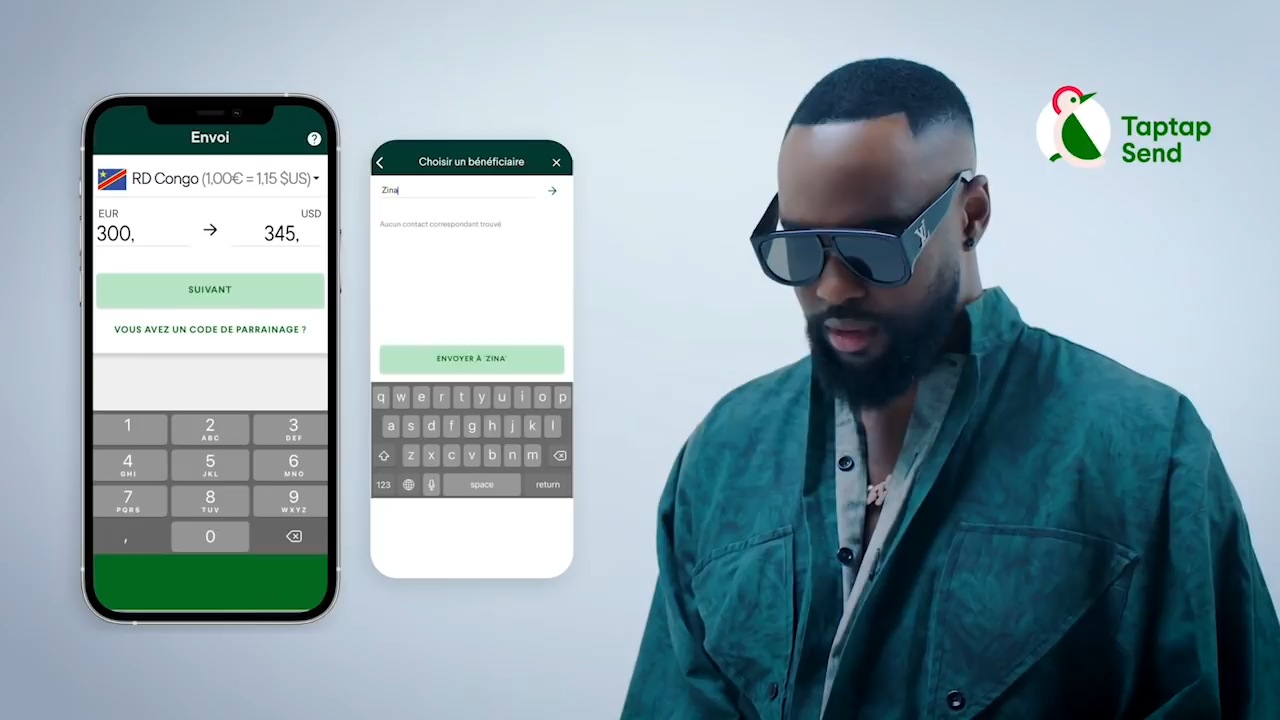 Envoi
?
RD Congo (1,00€ = 1,15 $US)
EUR
USD
300,
345,
SUIVANT
VOUS AVEZ UN CODE DE PARRAINAGE ?
1
2
ABC
3
DEF
4
GHI
5
JKL
6
MNO
7
PQRS
8
TUV
9
WXYZ
,
0
Choisir un bénéficiaire
Zina
Aucun contact correspondant trouvé
ENVOYER À 'ZINA'
q w e r t y u i o p
a s d f g h j k l
z x c v b n m
123
space
return
LV
Taptap
Send